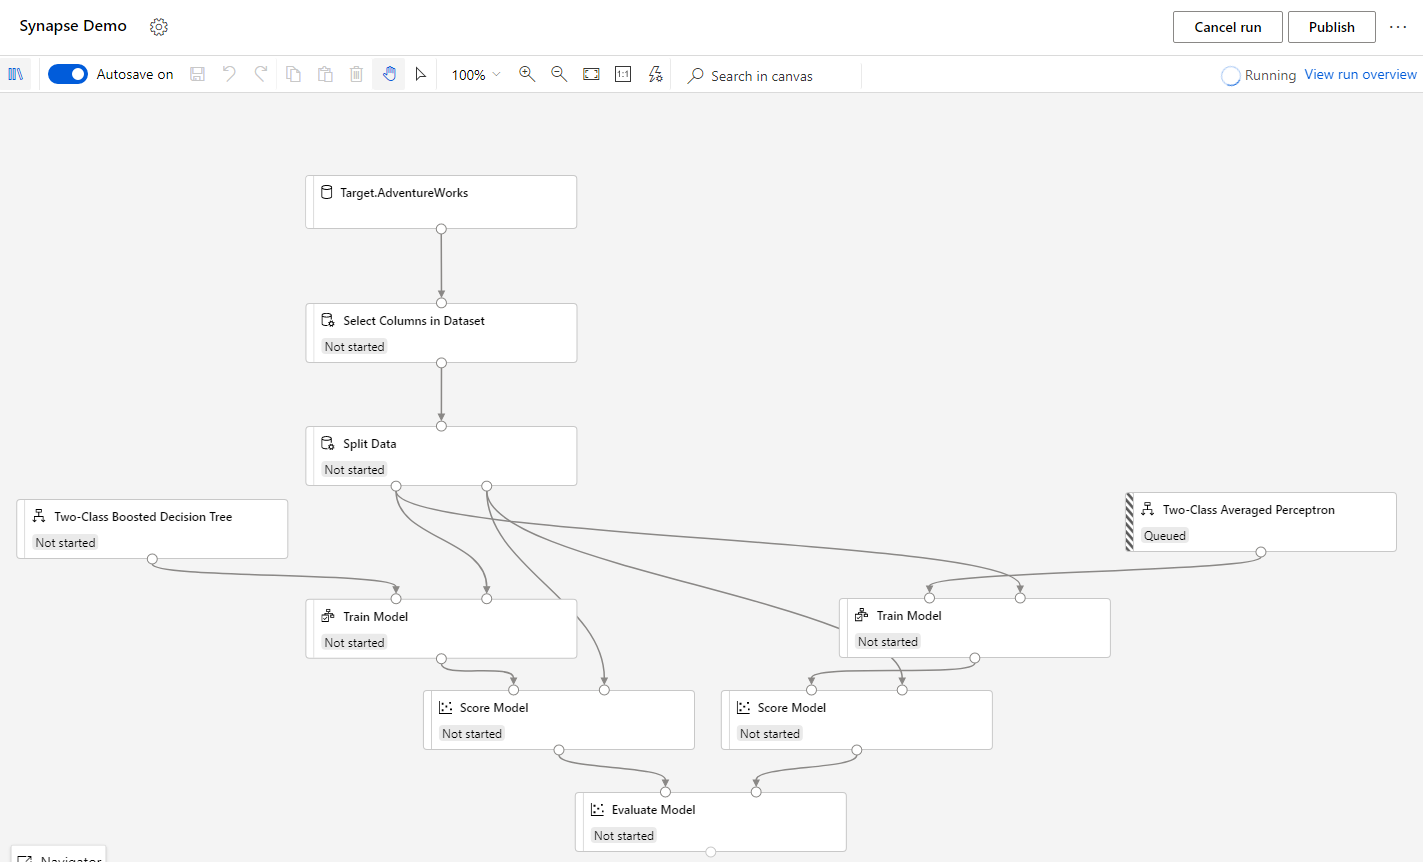 Synapse Demo
Cancel run
Publish
Autosave on
100%
1:1
Search in canvas
Running
View run overview
Target.AdventureWorks
Select Columns in Dataset
Not started
Split Data
Not started
Two-Class Boosted Decision Tree
Not started
Two-Class Averaged Perceptron
Queued
Train Model
Not started
Train Model
Not started
Score Model
Not started
Score Model
Not started
Evaluate Model
Not started
Navigator